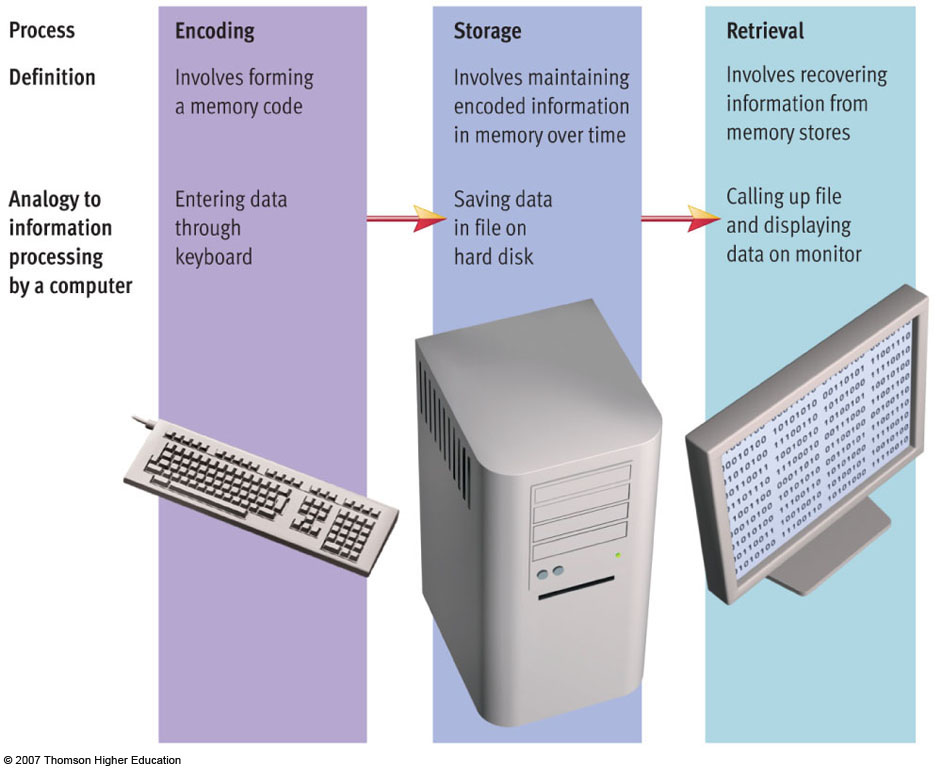 Process
Encoding
Storage
Retrieval
Definition
Involves forming
a memory code
Involves maintaining
encoded information
in memory over time
Involves recovering
information from
memory stores
Analogy to
information
processing
by a computer
Entering data
through
keyboard
Saving data
in file on
hard disk
Calling up file
and displaying
data on monitor
© 2007 Thomson Higher Education